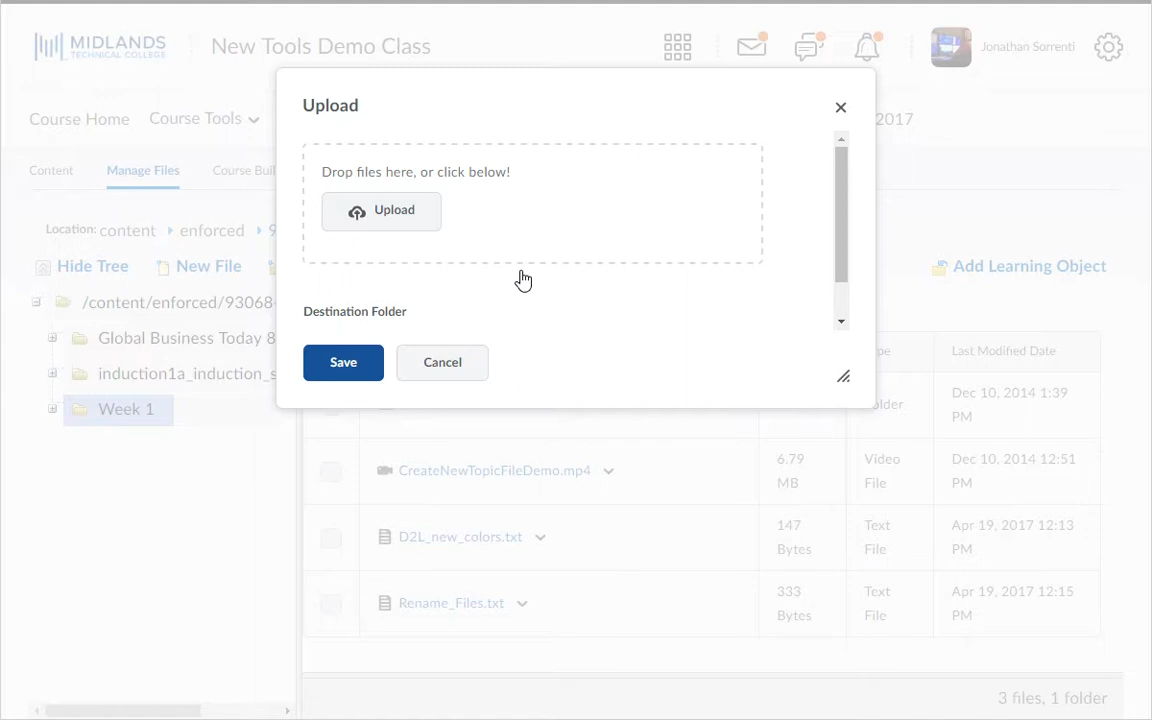 MIDLANDS
TECHNICAL COLLEGE
New Tools Demo Class
Jonathan Sorrenti
Course Home
Course Tools
2017
Content
Manage Files
Course Buil
Location: content enforced 9
Hide Tree
New File
Add Learning Object
/content/enforced/93068-
Global Business Today 8
induction1a_induction_s
Week 1
Upload
Drop files here, or click below!
Upload
Destination Folder
Save
Cancel
Last Modified Date
older
Dec 10, 2014 1:39
PM
CreateNewTopicFileDemo.mp4
6.79
MB
Video
File
Dec 10, 2014 12:51
PM
D2L_new_colors.txt
147
Bytes
Text
File
Apr 19, 2017 12:13
PM
Rename_Files.txt
333
Bytes
Text
File
Apr 19, 2017 12:15
PM
3 files, 1 folder